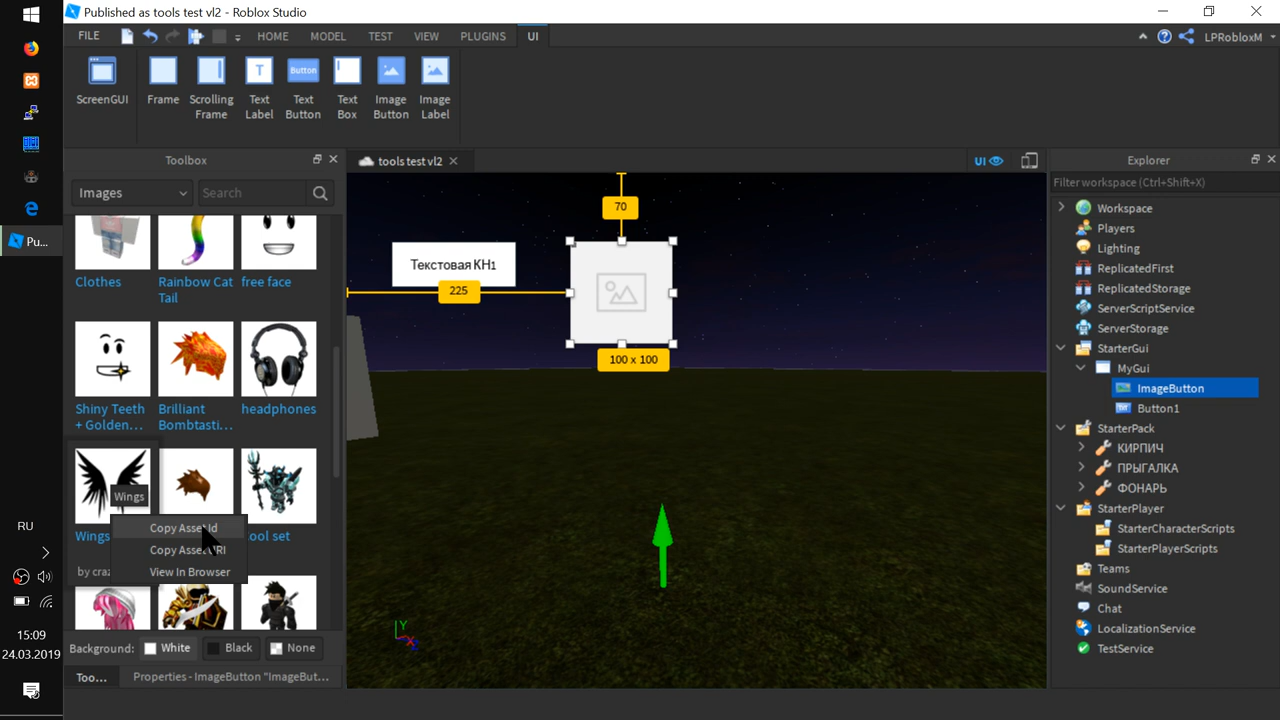 Published as tools test vl2 - Roblox Studio
FILE
HOME
MODEL
TEST
VIEW
PLUGINS
UI
LPRobloxM
ScreenGUI
Frame
Scrolling
Frame
T
Text
Label
Button
Text
Button
Text
Box
Image
Button
Image
Label
Pu...
Toolbox
tools test vl2
UI
Explorer
Images
Search
Filter workspace (Ctrl+Shift+X)
Clothes
Rainbow Cat
Tail
free face
Shiny Teeth
+ Golden...
Brilliant
Bombtasti...
headphones
Wings
Wings
Copy Asset Id
Copy Asset URI
View In Browser
ool set
by craz
Background:
White
Black
None
Too...
Properties - ImageButton "ImageBut...
70
Текстовая КН1
225
100 x 100
Y
Workspace
Players
Lighting
ReplicatedFirst
ReplicatedStorage
ServerScriptService
ServerStorage
StarterGui
MyGui
ImageButton
Button1
StarterPack
КИРПИЧ
ПРЫГАЛКА
ФОНАРЬ
StarterPlayer
StarterCharacterScripts
StarterPlayerScripts
Teams
SoundService
Chat
LocalizationService
TestService
RU
15:09
24.03.2019